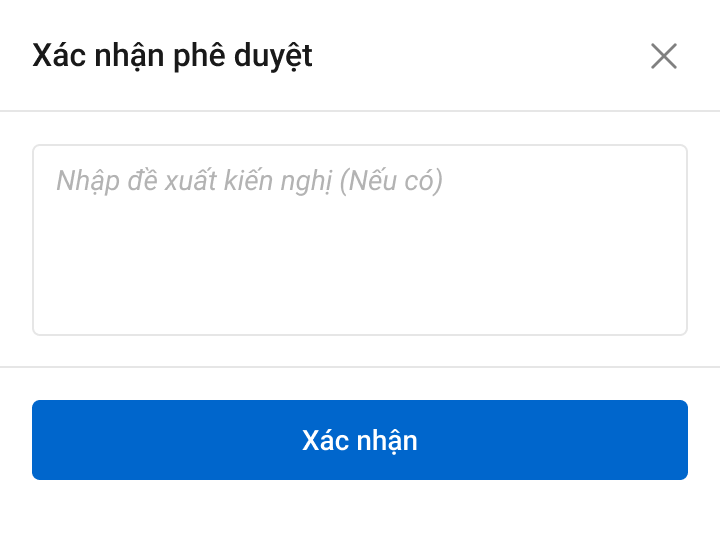 Xác nhận phê duyệt
Nhập đề xuất kiến nghị (Nếu có)
Xác nhận